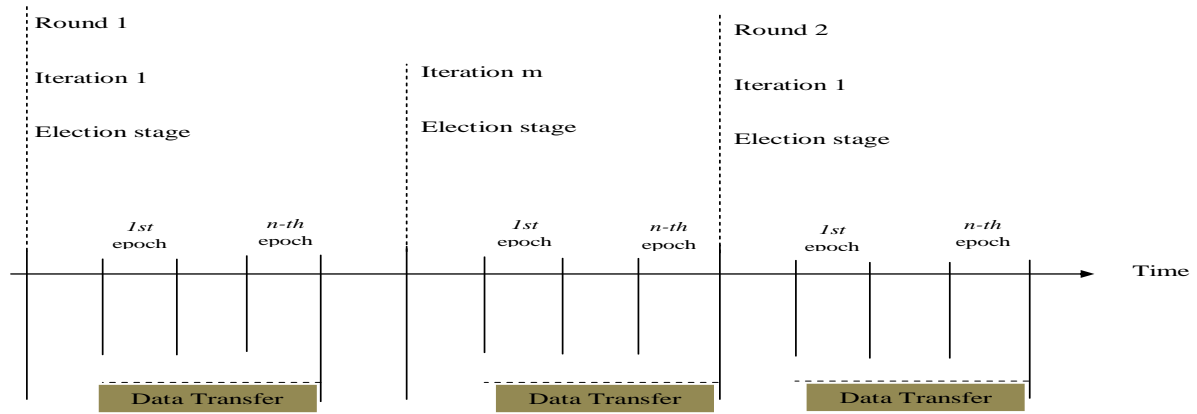 Round 1
Iteration 1
Election stage
Iteration m
Election stage
Round 2
Iteration 1
Election stage
1st
epoch
n-th
epoch
1st
epoch
n-th
epoch
1st
epoch
n-th
epoch
Time
Data Transfer
Data Transfer
Data Transfer